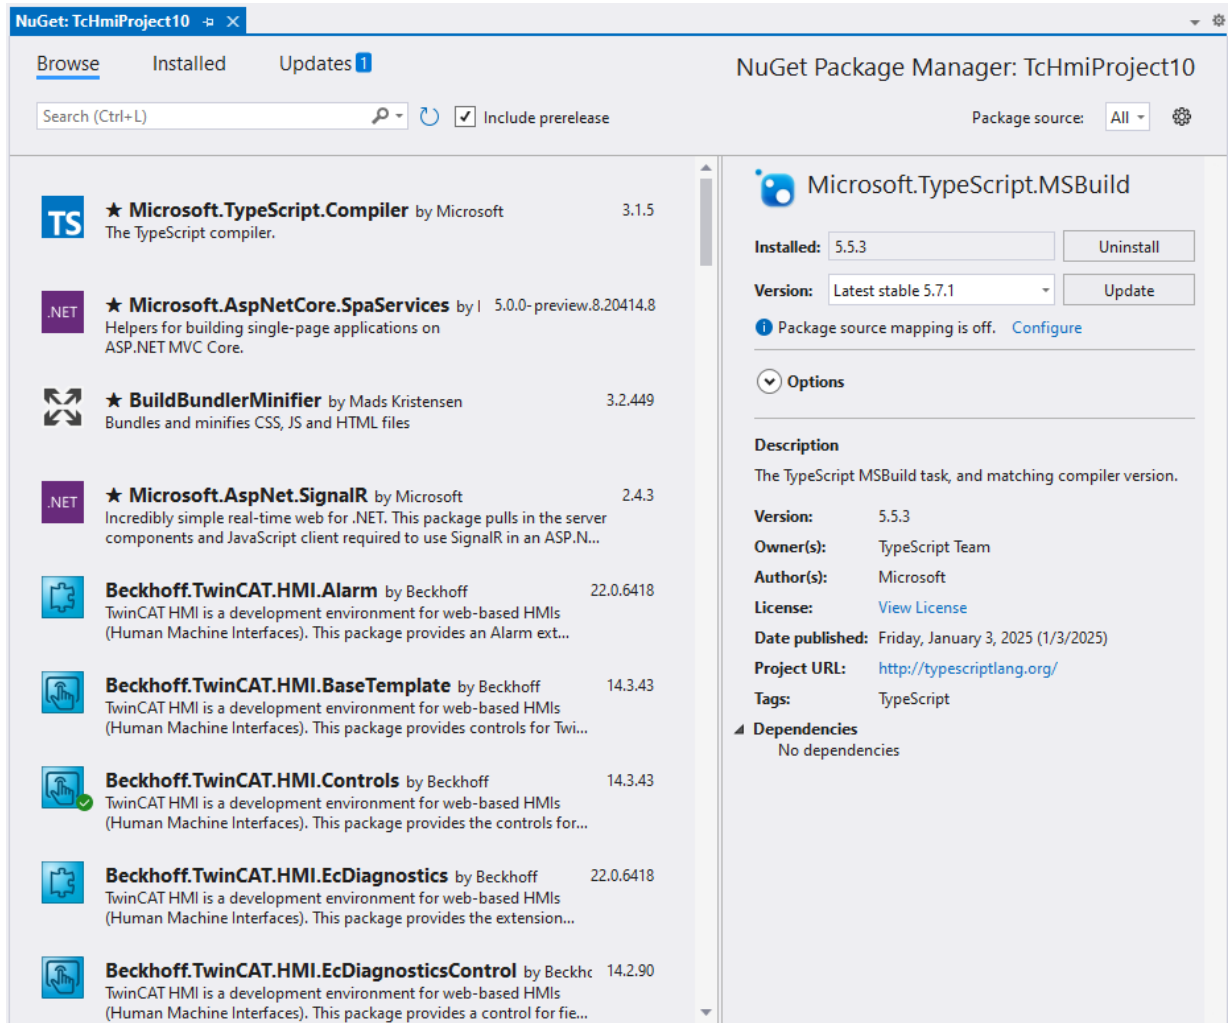 NuGet: TcHmiProject10
Browse Installed Updates 1
NuGet Package Manager: TcHmiProject10
Search (Ctrl+L)
Include prerelease
Package source: All
TS
★ Microsoft.TypeScript.Compiler by Microsoft 3.1.5
The TypeScript compiler.
.NET
★ Microsoft.AspNetCore.SpaServices by 5.0.0-preview.8.20414.8
Helpers for building single-page applications on
ASP.NET MVC Core.
★ BuildBundlerMinifier by Mads Kristensen 3.2.449
Bundles and minifies CSS, JS and HTML files
.NET
★ Microsoft.AspNet.SignalR by Microsoft 2.4.3
Incredibly simple real-time web for .NET. This package pulls in the server
components and JavaScript client required to use SignalR in an ASP.N...
Beckhoff.TwinCAT.HMI.Alarm by Beckhoff 22.0.6418
TwinCAT HMI is a development environment for web-based HMIs
(Human Machine Interfaces). This package provides an Alarm ext...
Beckhoff.TwinCAT.HMI.BaseTemplate by Beckhoff 14.3.43
TwinCAT HMI is a development environment for web-based HMIs
(Human Machine Interfaces). This package provides controls for Twi...
Beckhoff.TwinCAT.HMI.Controls by Beckhoff 14.3.43
TwinCAT HMI is a development environment for web-based HMIs
(Human Machine Interfaces). This package provides the controls for...
Beckhoff.TwinCAT.HMI.EcDiagnostics by Beckhoff 22.0.6418
TwinCAT HMI is a development environment for web-based HMIs
(Human Machine Interfaces). This package provides the extension...
Beckhoff.TwinCAT.HMI.EcDiagnosticsControl by Beckhc 14.2.90
TwinCAT HMI is a development environment for web-based HMIs
(Human Machine Interfaces). This package provides a control for fie...
Microsoft.TypeScript.MSBuild
Installed: 5.5.3 Uninstall
Version: Latest stable 5.7.1 Update
Package source mapping is off. Configure
Options
Description
The TypeScript MSBuild task, and matching compiler version.
Version: 5.5.3
Owner(s): TypeScript Team
Author(s): Microsoft
License: View License
Date published: Friday, January 3, 2025 (1/3/2025)
Project URL: http://typescriptlang.org/
Tags: TypeScript
Dependencies
No dependencies